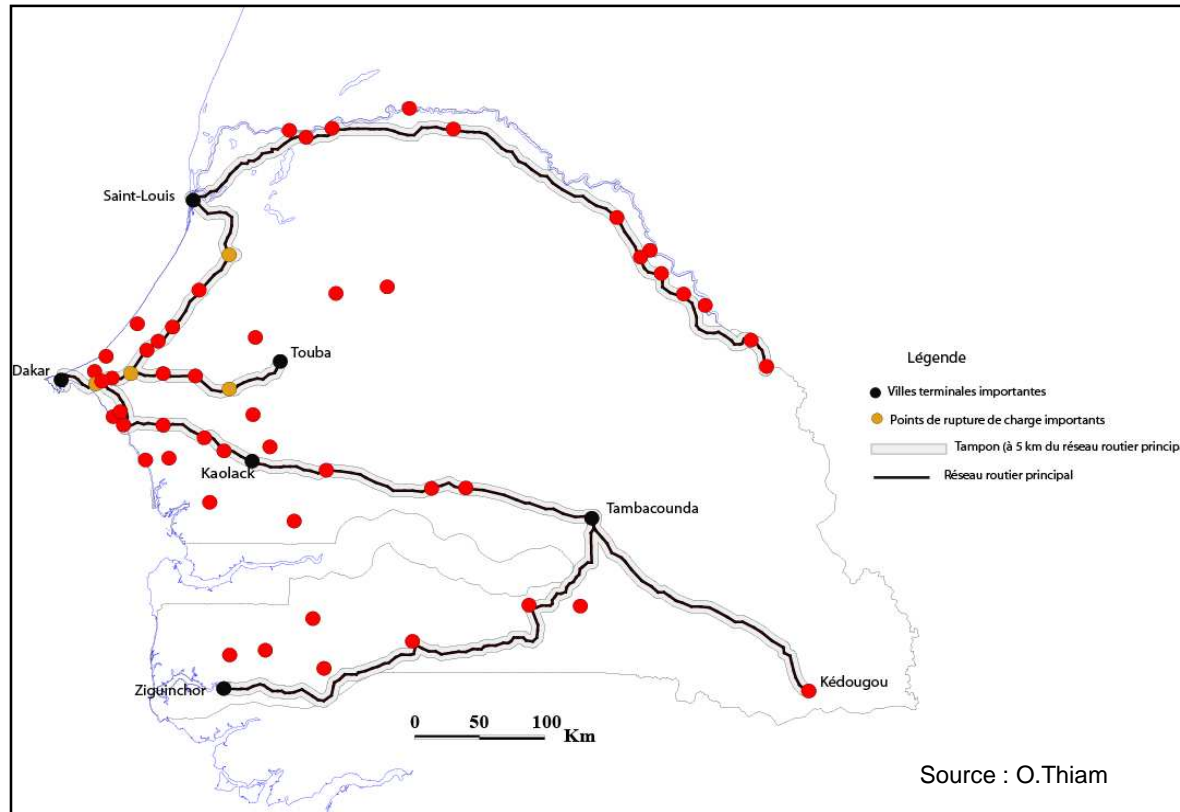 Saint-Louis
Dakar
Touba
Kaolack
Tambacounda
Ziguinchor
Kédougou
Légende
Villes terminales importantes
Points de rupture de charge importants
Tampon (à 5 km du réseau routier princip
Réseau routier principal
0 50 100
Km
Source : O.Thiam